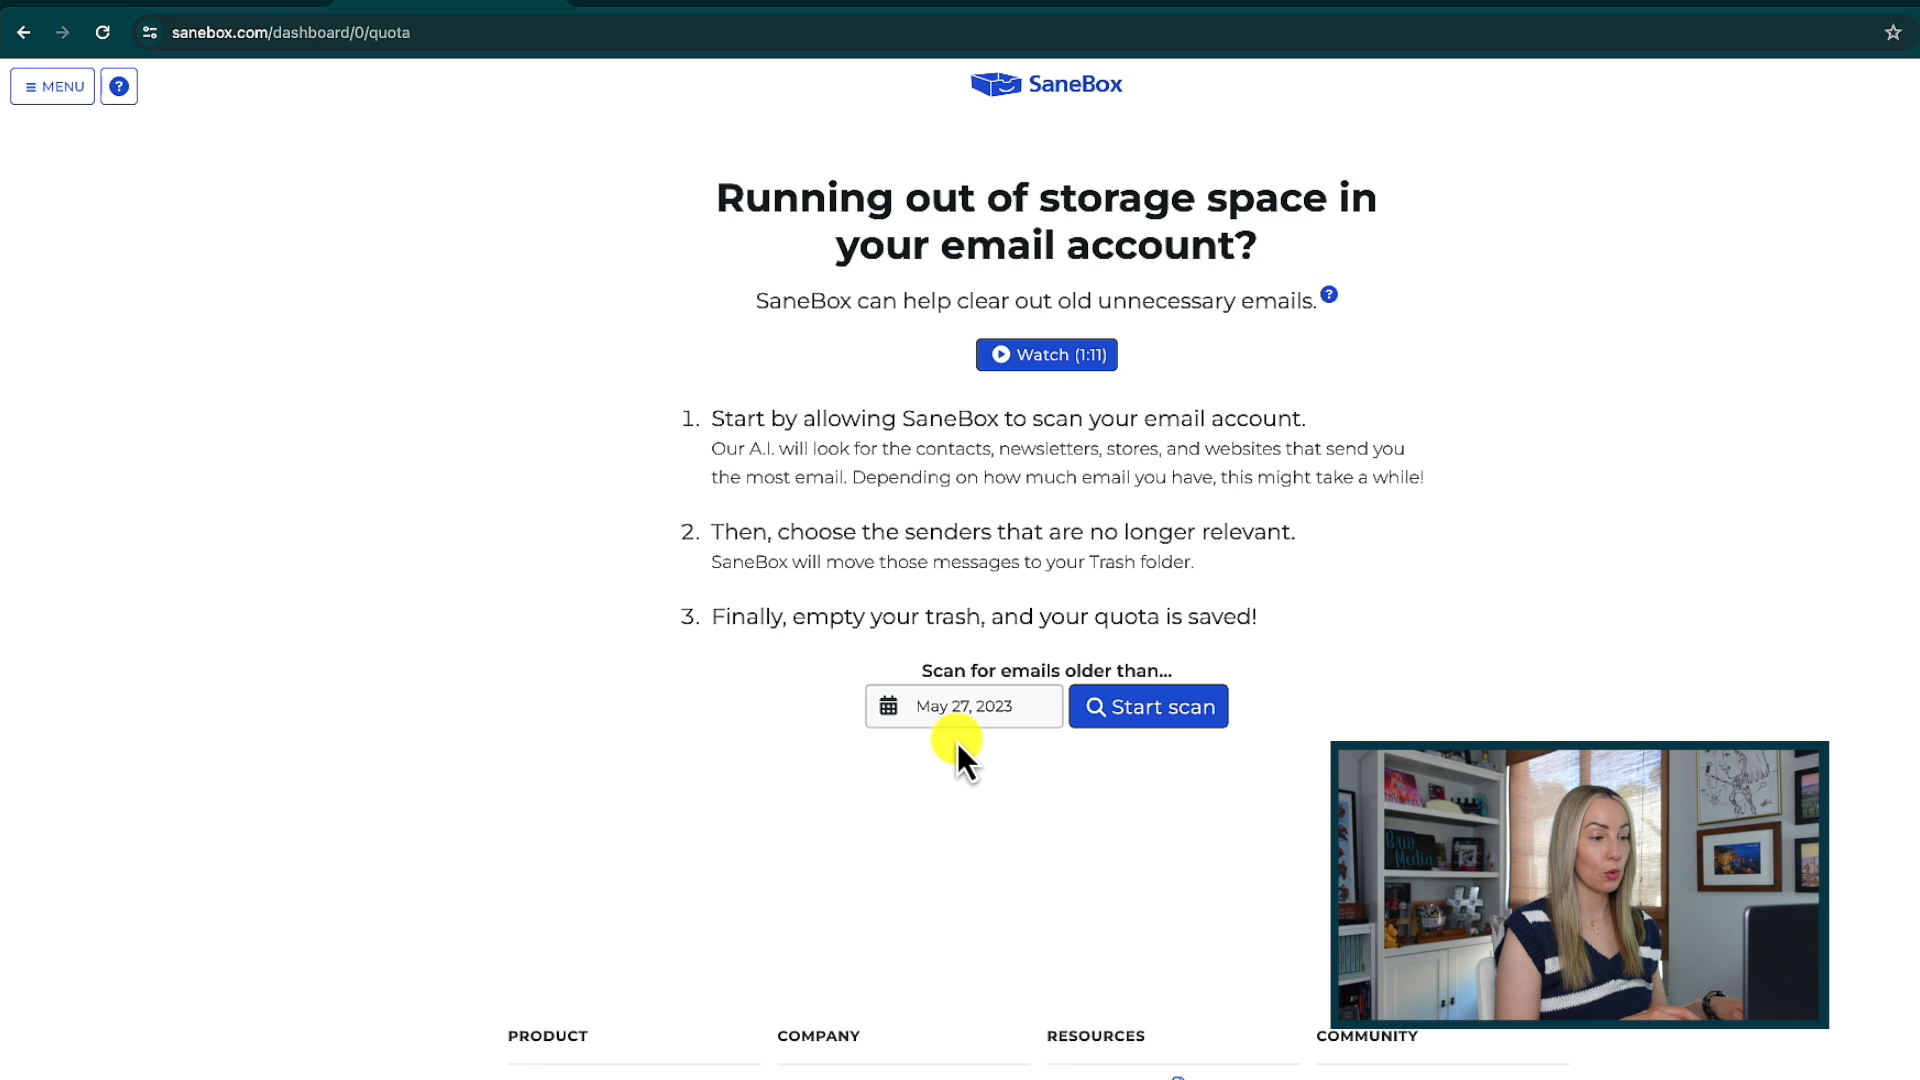 sanebox.com/dashboard/0/quota
MENU
?
SaneBox
Running out of storage space in
your email account?
SaneBox can help clear out old unnecessary emails. ?
Watch (1:11)
1. Start by allowing SaneBox to scan your email account.
Our A.I. will look for the contacts, newsletters, stores, and websites that send you
the most email. Depending on how much email you have, this might take a while!
2. Then, choose the senders that are no longer relevant.
SaneBox will move those messages to your Trash folder.
3. Finally, empty your trash, and your quota is saved!
Scan for emails older than...
May 27, 2023
Start scan
Brio
Media
#
PRODUCT
COMPANY
RESOURCES
COMMUNITY